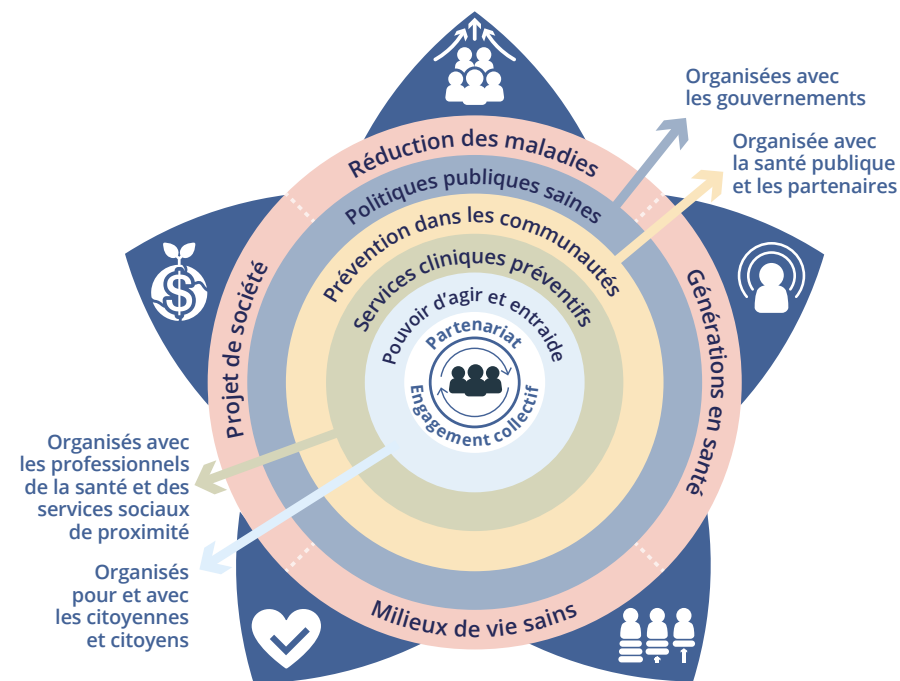 Organisées avec
les gouvernements
Organisée avec
la santé publique
et les partenaires
Réduction des maladies
Politiques publiques saines
Prévention dans les communautés
Services cliniques préventifs
Pouvoir d'agir et entraide
Partenariat
Engagement collectif
Projet de société
Générations en santé
Milieux de vie sains
Organisés avec
les professionnels
de la santé et des
services sociaux
de proximité
Organisés
pour et avec
les citoyennes
et citoyens